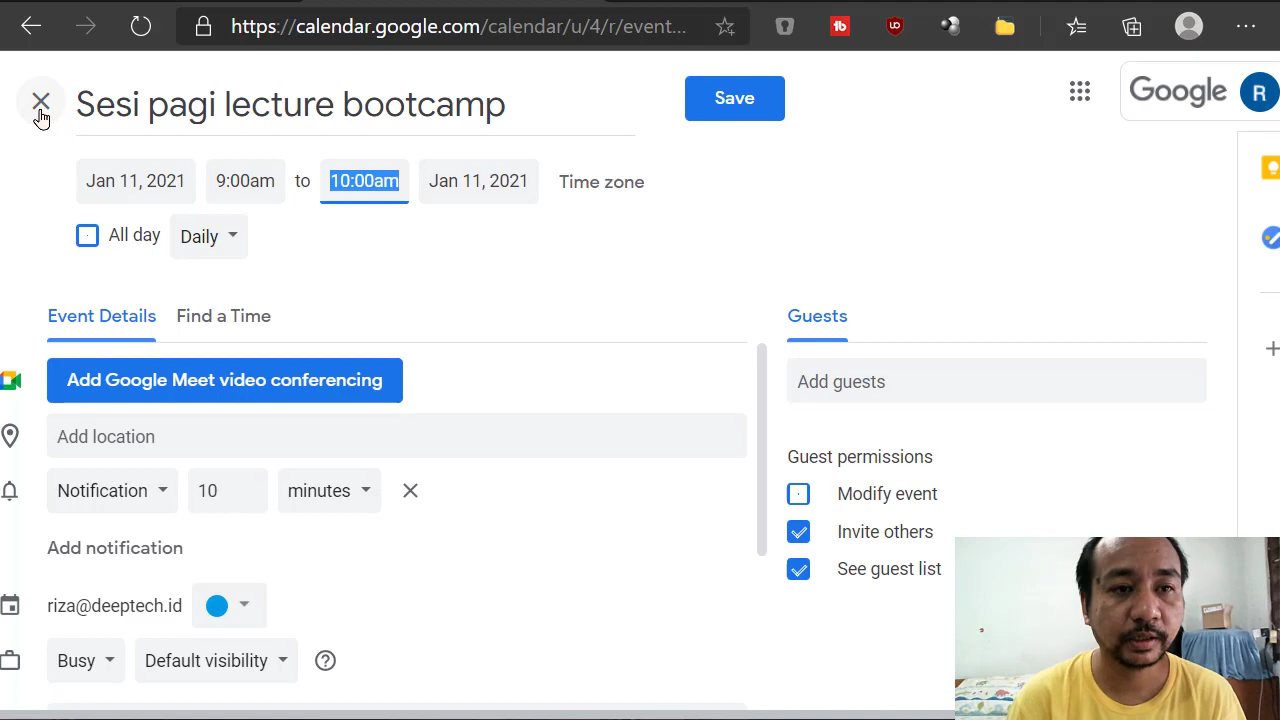 https://calendar.google.com/calendar/u/4/r/event...
tb
UO
Sesi pagi lecture bootcamp
Save
Google
R
Jan 11, 2021
9:00am
to
10:00am
Jan 11, 2021
Time zone
All day
Daily
Event Details
Find a Time
Guests
Add Google Meet video conferencing
Add guests
Add location
Guest permissions
Notification
10
minutes
Modify event
Invite others
Add notification
See guest list
riza@deeptech.id
Busy
Default visibility